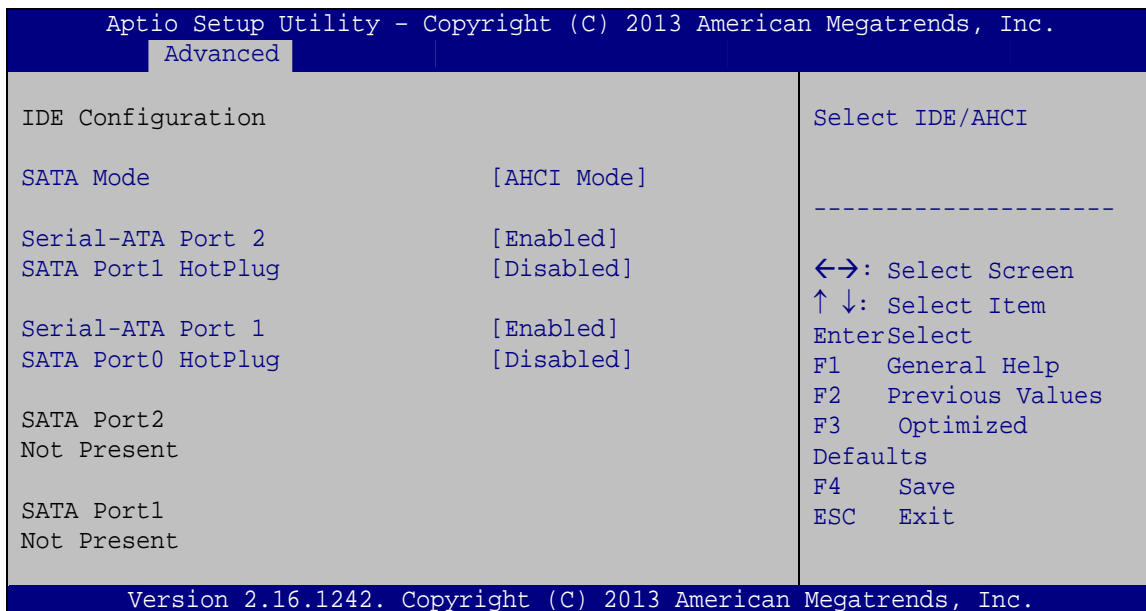 Aptio Setup Utility – Copyright (C) 2013 American Megatrends, Inc.
Advanced
IDE Configuration
SATA Mode [AHCI Mode]
Serial-ATA Port 2 [Enabled]
SATA Port1 HotPlug [Disabled]
Serial-ATA Port 1 [Enabled]
SATA Port0 HotPlug [Disabled]
SATA Port2
Not Present
SATA Port1
Not Present
Select IDE/AHCI
---------------------
←→: Select Screen
↑ ↓: Select Item
EnterSelect
F1 General Help
F2 Previous Values
F3 Optimized
Defaults
F4 Save
ESC Exit
Version 2.16.1242. Copyright (C) 2013 American Megatrends, Inc.